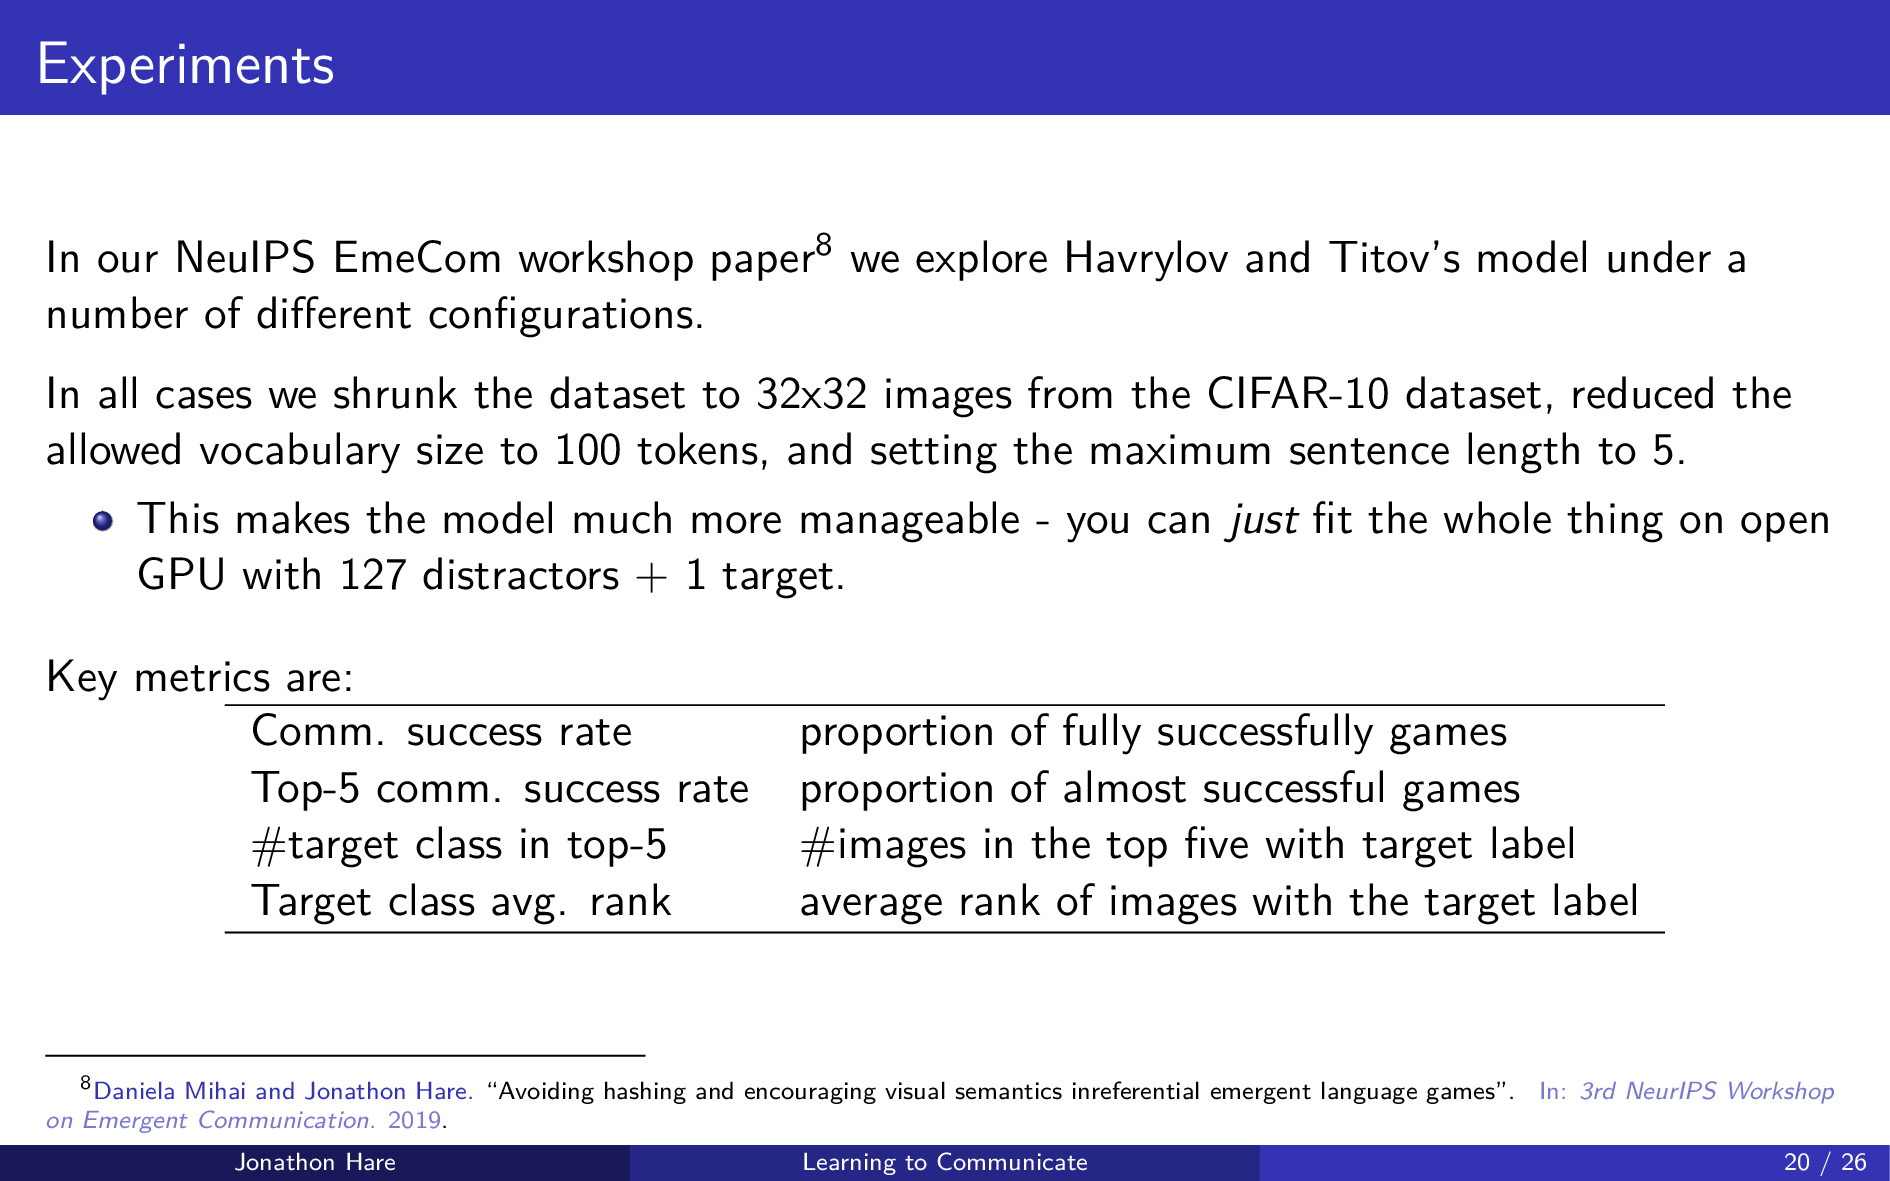 Experiments
In our NeuIPS EmeCom workshop paper8 we explore Havrylov and Titov's model under a
number of different configurations.
In all cases we shrunk the dataset to 32x32 images from the CIFAR-10 dataset, reduced the
allowed vocabulary size to 100 tokens, and setting the maximum sentence length to 5.
This makes the model much more manageable - you can just fit the whole thing on open
GPU with 127 distractors + 1 target.
Key metrics are:
Comm. success rate proportion of fully successfully games
Top-5 comm. success rate proportion of almost successful games
#target class in top-5 #images in the top five with target label
Target class avg. rank average rank of images with the target label
8Daniela Mihai and Jonathon Hare. “Avoiding hashing and encouraging visual semantics inreferential emergent language games”. In: 3rd NeurIPS Workshop
on Emergent Communication. 2019.
Jonathon Hare Learning to Communicate 20 / 26